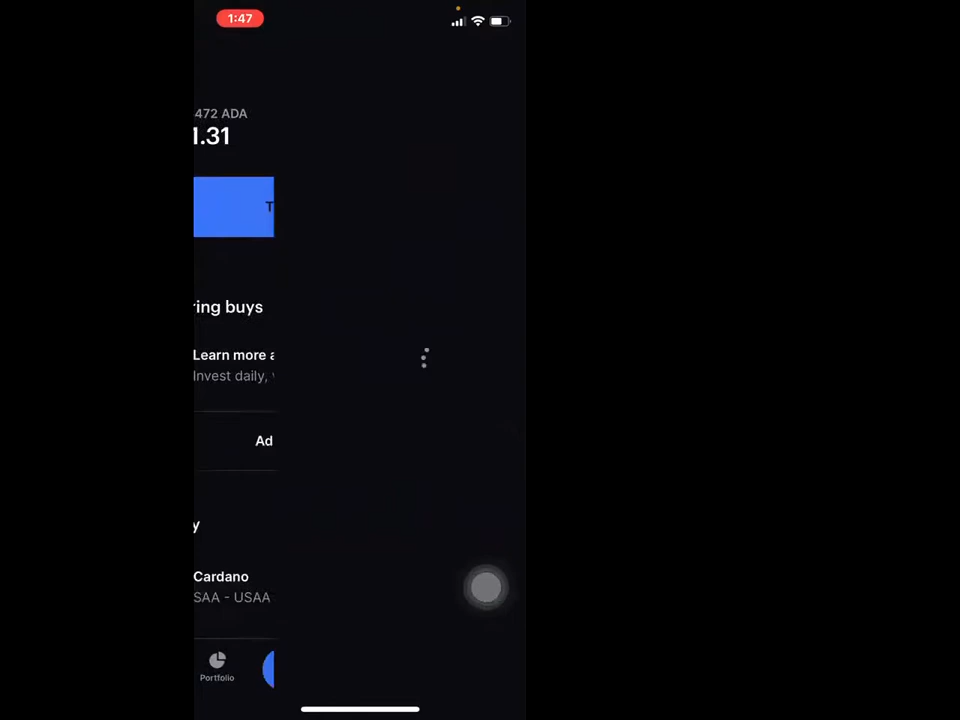 1:47
472 ADA
1.31
T
ring buys
Learn more a
Invest daily,
Ad
y
Cardano
SAA - USAA
Portfolio